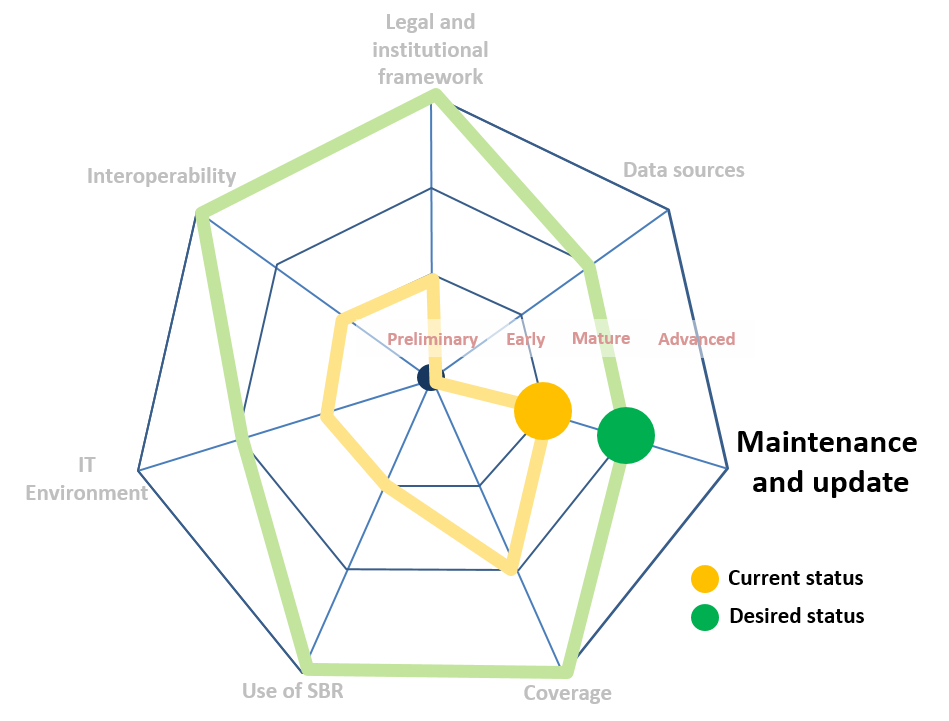 Legal and
institutional
framework
Interoperability
Data sources
Preliminary
Early
Mature
Advanced
Maintenance
and update
IT
Environment
Current status
Desired status
Use of SBR
Coverage